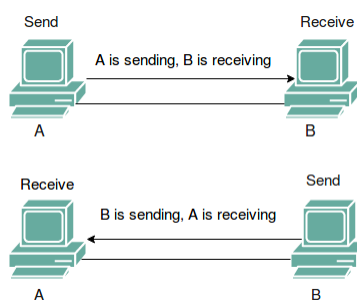 Send
Receive
A is sending, B is receiving
A
B
Receive
Send
B is sending, A is receiving
A
B